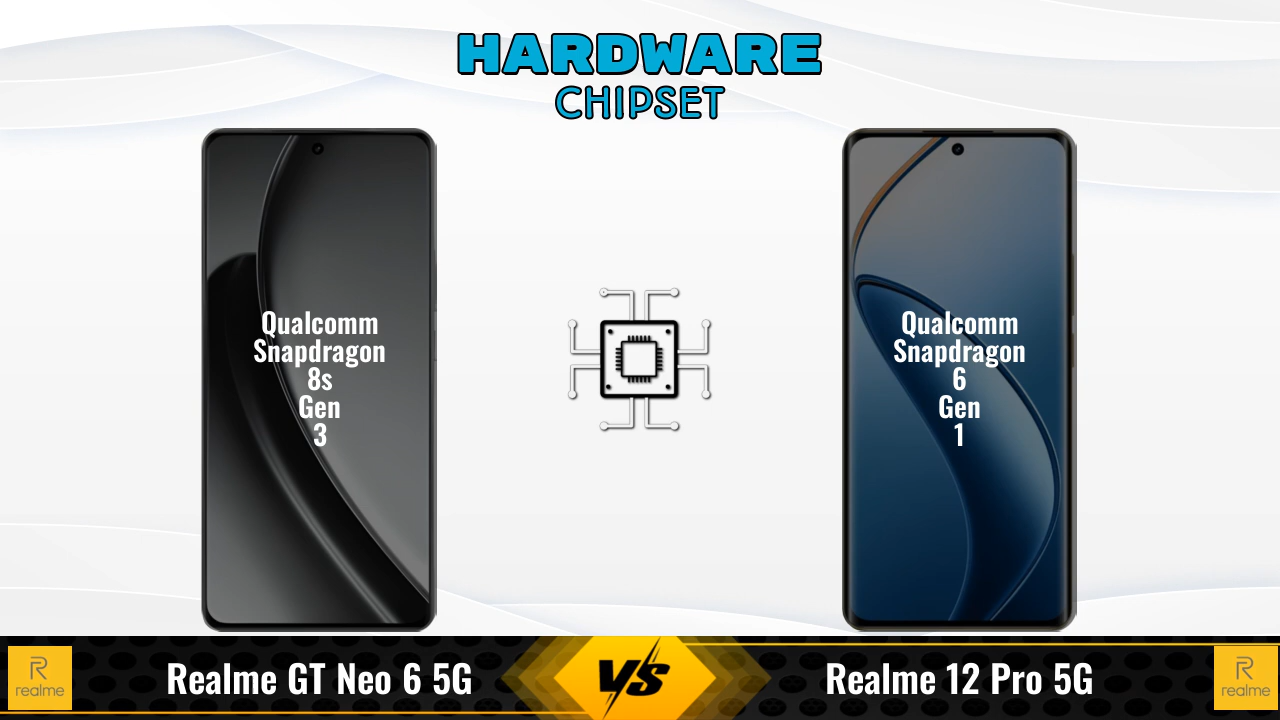 HARDWARE
CHIPSET
Qualcomm
Snapdragon
8s
Gen
3
Qualcomm
Snapdragon
6
Gen
1
R
realme
Realme GT Neo 6 5G
VS
Realme 12 Pro 5G
R
realme